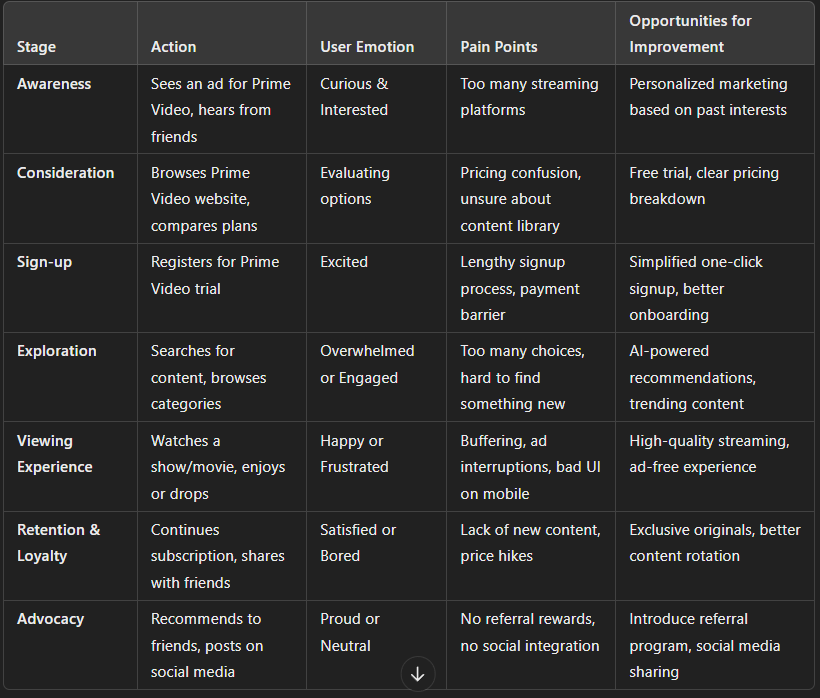 Stage Action User Emotion Pain Points Opportunities for Improvement
Awareness Sees an ad for Prime Video, hears from friends Curious & Interested Too many streaming platforms Personalized marketing based on past interests
Consideration Browses Prime Video website, compares plans Evaluating options Pricing confusion, unsure about content library Free trial, clear pricing breakdown
Sign-up Registers for Prime Video trial Excited Lengthy signup process, payment barrier Simplified one-click signup, better onboarding
Exploration Searches for content, browses categories Overwhelmed or Engaged Too many choices, hard to find something new AI-powered recommendations, trending content
Viewing Experience Watches a show/movie, enjoys or drops Happy or Frustrated Buffering, ad interruptions, bad UI on mobile High-quality streaming, ad-free experience
Retention & Loyalty Continues subscription, shares with friends Satisfied or Bored Lack of new content, price hikes Exclusive originals, better content rotation
Advocacy Recommends to friends, posts on social media Proud or Neutral No referral rewards, no social integration Introduce referral program, social media sharing